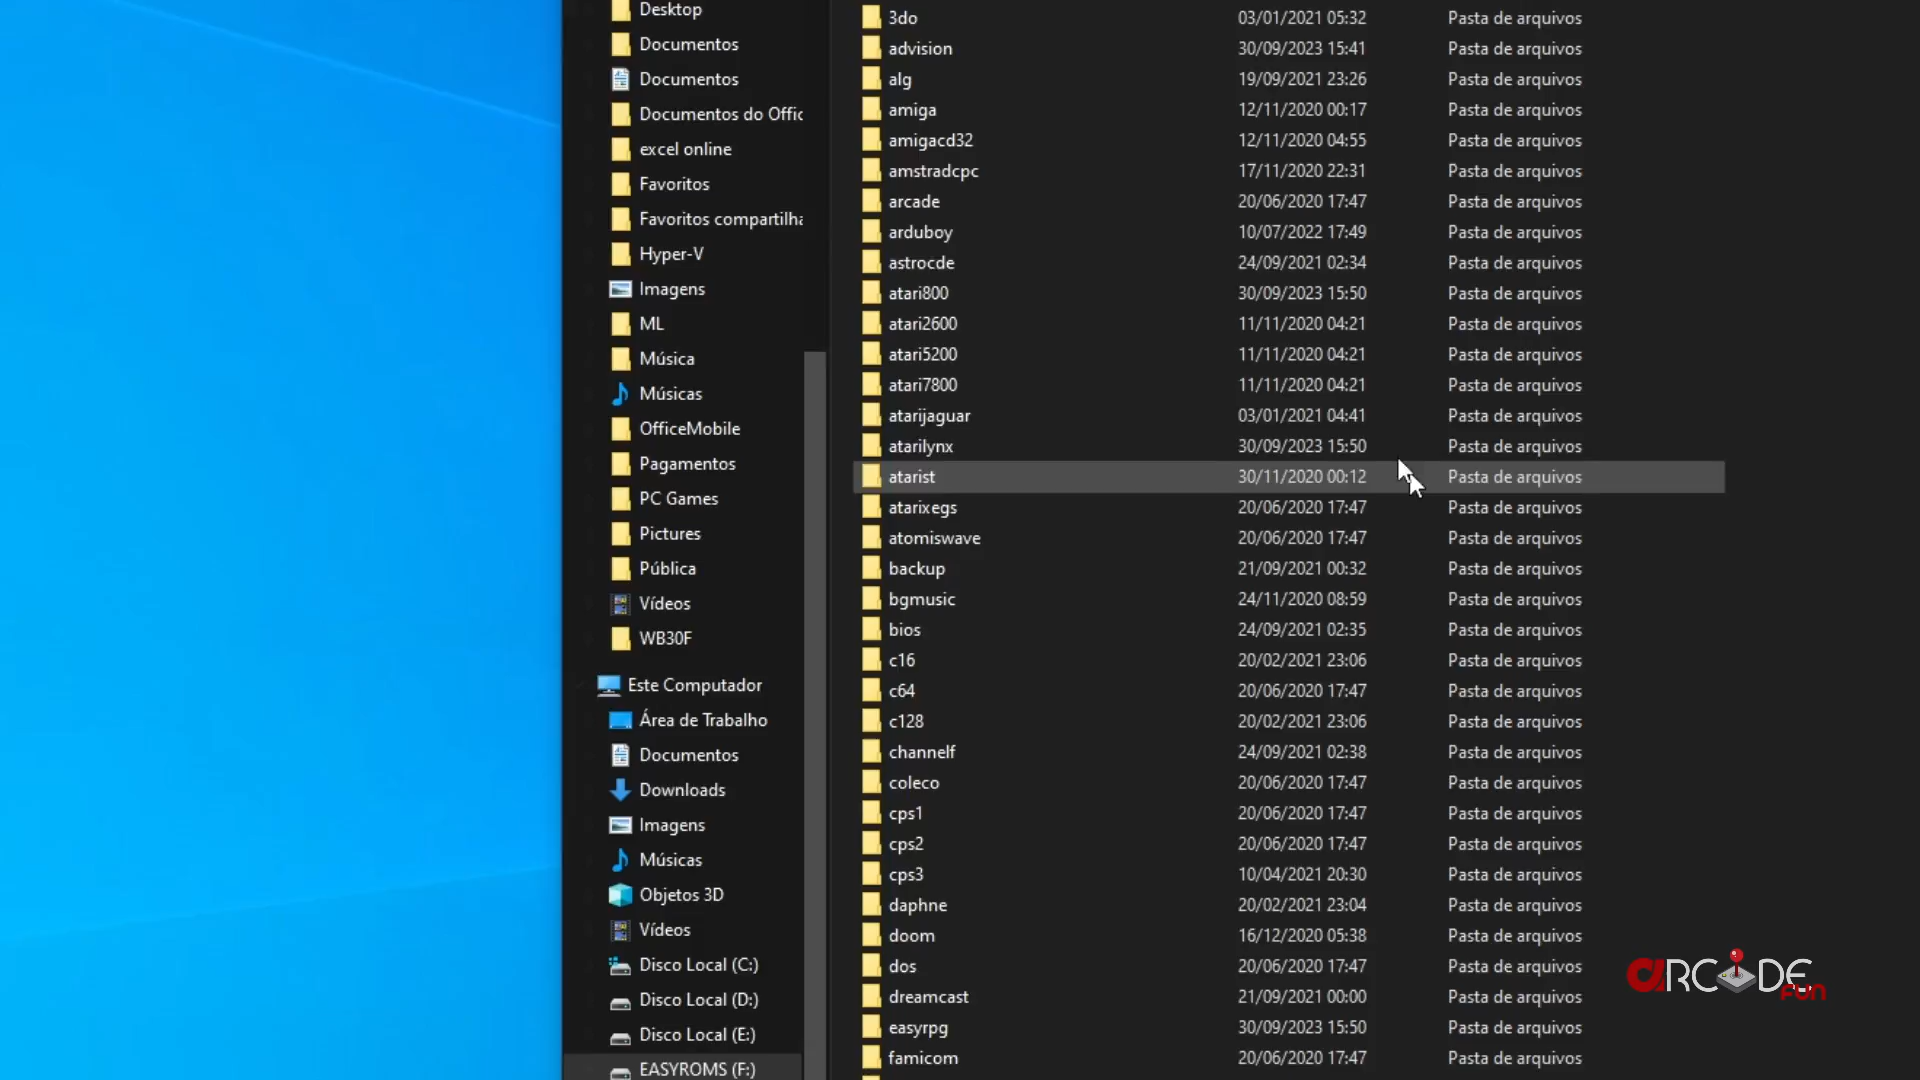 Desktop
Documentos
Documentos
Documentos do Offic
excel online
Favoritos
Favoritos compartilha
Hyper-V
Imagens
ML
Música
Músicas
OfficeMobile
Pagamentos
PC Games
Pictures
Pública
Vídeos
WB30F
Este Computador
Área de Trabalho
Documentos
Downloads
Imagens
Músicas
Objetos 3D
Vídeos
Disco Local (C:)
Disco Local (D:)
Disco Local (E:)
EASYROMS (F:)
3do 03/01/2021 05:32 Pasta de arquivos
advision 30/09/2023 15:41 Pasta de arquivos
alg 19/09/2021 23:26 Pasta de arquivos
amiga 12/11/2020 00:17 Pasta de arquivos
amigacd32 12/11/2020 04:55 Pasta de arquivos
amstradcpc 17/11/2020 22:31 Pasta de arquivos
arcade 20/06/2020 17:47 Pasta de arquivos
arduboy 10/07/2022 17:49 Pasta de arquivos
astrocde 24/09/2021 02:34 Pasta de arquivos
atari800 30/09/2023 15:50 Pasta de arquivos
atari2600 11/11/2020 04:21 Pasta de arquivos
atari5200 11/11/2020 04:21 Pasta de arquivos
atari7800 11/11/2020 04:21 Pasta de arquivos
atarijaguar 03/01/2021 04:41 Pasta de arquivos
atarilynx 30/09/2023 15:50 Pasta de arquivos
atarist 30/11/2020 00:12 Pasta de arquivos
atarixegs 20/06/2020 17:47 Pasta de arquivos
atomiswave 20/06/2020 17:47 Pasta de arquivos
backup 21/09/2021 00:32 Pasta de arquivos
bgmusic 24/11/2020 08:59 Pasta de arquivos
bios 24/09/2021 02:35 Pasta de arquivos
c16 20/02/2021 23:06 Pasta de arquivos
c64 20/06/2020 17:47 Pasta de arquivos
c128 20/02/2021 23:06 Pasta de arquivos
channelf 24/09/2021 02:38 Pasta de arquivos
coleco 20/06/2020 17:47 Pasta de arquivos
cps1 20/06/2020 17:47 Pasta de arquivos
cps2 20/06/2020 17:47 Pasta de arquivos
cps3 10/04/2021 20:30 Pasta de arquivos
daphne 20/02/2021 23:04 Pasta de arquivos
doom 16/12/2020 05:38 Pasta de arquivos
dos 20/06/2020 17:47 Pasta de arquivos
dreamcast 21/09/2021 00:00 Pasta de arquivos
easyrpg 30/09/2023 15:50 Pasta de arquivos
famicom 20/06/2020 17:47 Pasta de arquivos
ARCADE
FUN